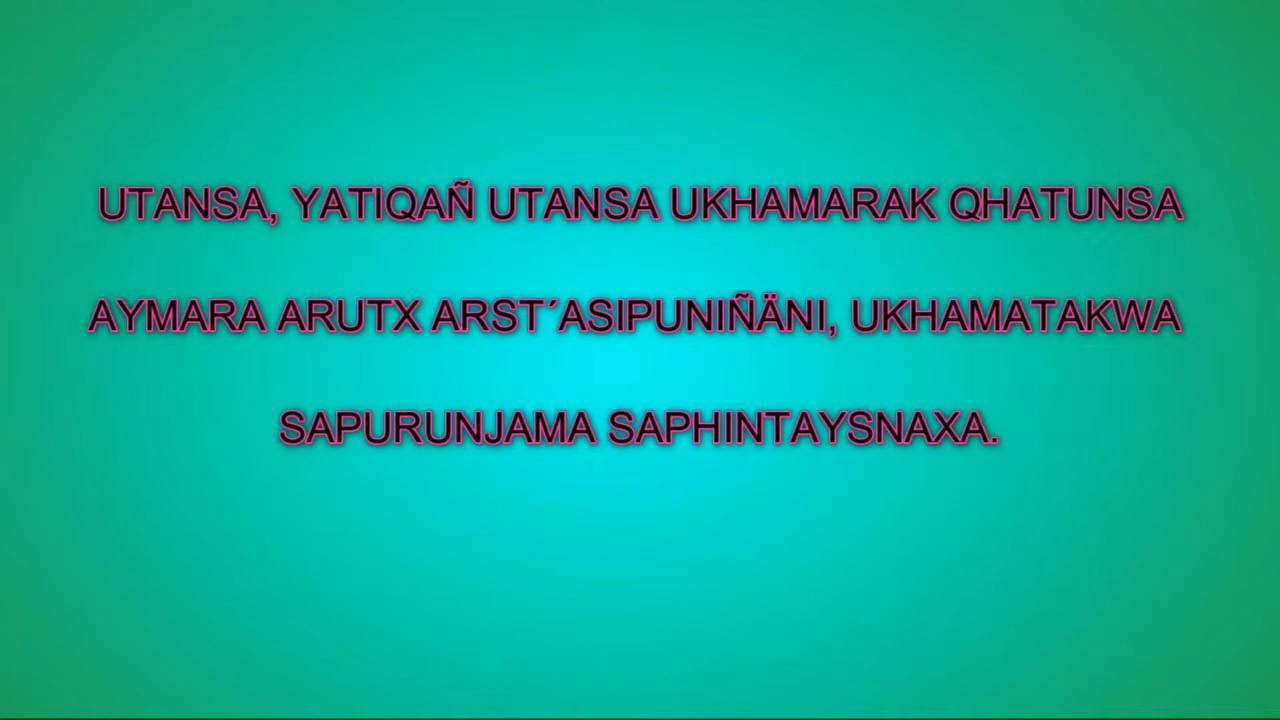 UTANSA, YATIQAÑ UTANSA UKHAMARAK QHATUNSA
AYMARA ARUTX ARST´ASIPUNIÑÄNI, UKHAMATAKWA
SAPURUNJAMA SAPHINTAYSNAXA.